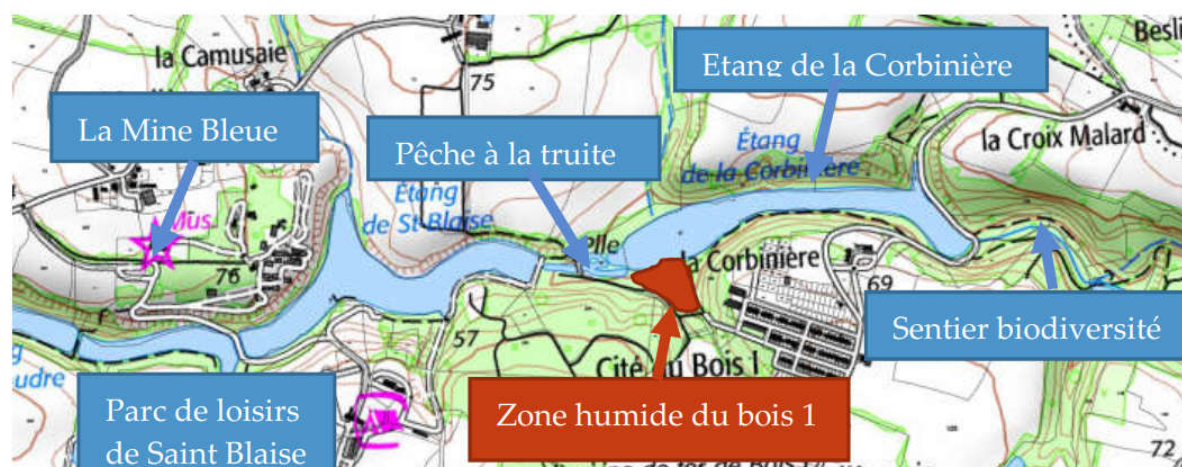 Besli
Etang de la Corbinière
la Camusaie
75
La Mine Bleue
Pêche à la truite
la Croix Malard
Étang
de la Corbinière
Étang
de St-Blaise
Mus
Plle
la Corbinière
76
69
Sentier biodiversité
57
Cité du Bois I
udre
Parc de loisirs
de Saint Blaise
Zone humide du bois 1
72